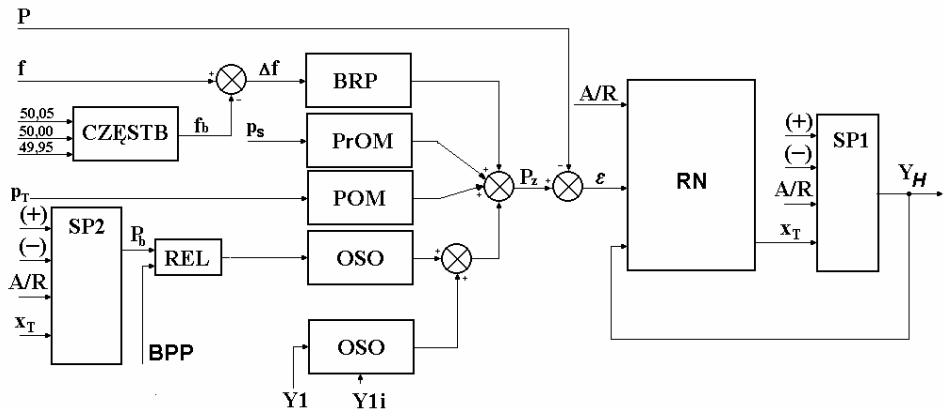 P
f
Δf
BRP
A/R
50,05
50,00
49,95
CZĘSTB
f_b
p_s
PrOM
(+)
(−)
A/R
x_T
SP1
Y_H
P_z
ε
RN
p_T
POM
(+)
(−)
A/R
x_T
SP2
P_b
REL
OSO
BPP
OSO
Y1
Y1i